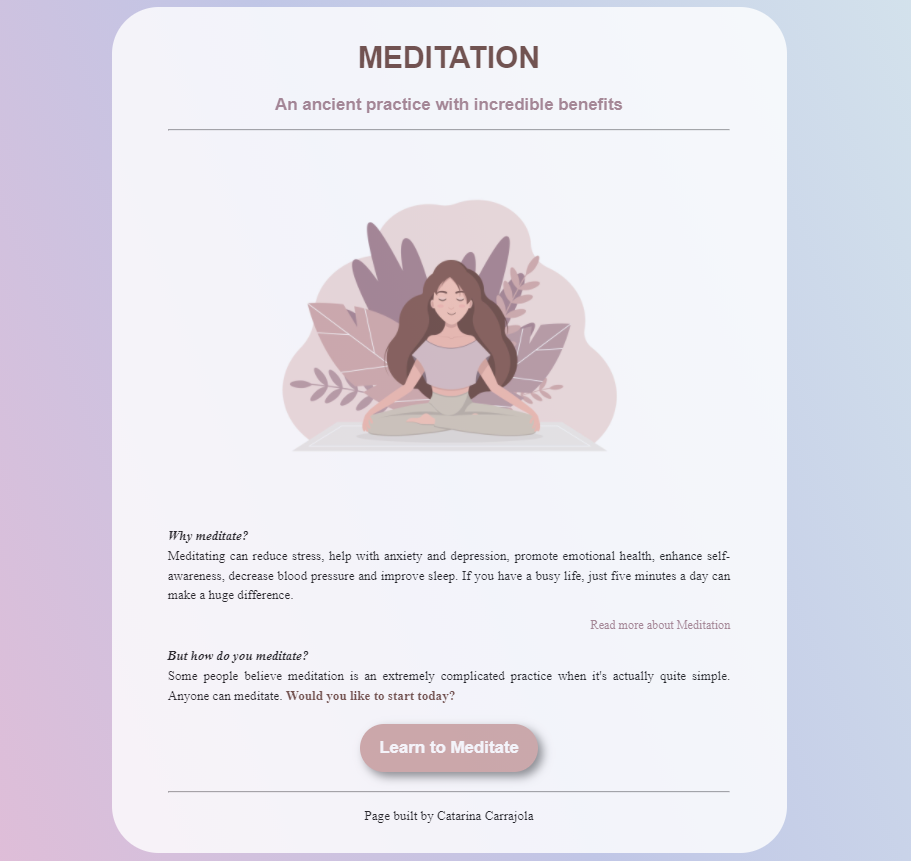 MEDITATION
An ancient practice with incredible benefits
Why meditate?
Meditating can reduce stress, help with anxiety and depression, promote emotional health, enhance self-
awareness, decrease blood pressure and improve sleep. If you have a busy life, just five minutes a day can
make a huge difference.
Read more about Meditation
But how do you meditate?
Some people believe meditation is an extremely complicated practice when it's actually quite simple.
Anyone can meditate. Would you like to start today?
Learn to Meditate
Page built by Catarina Carrajola